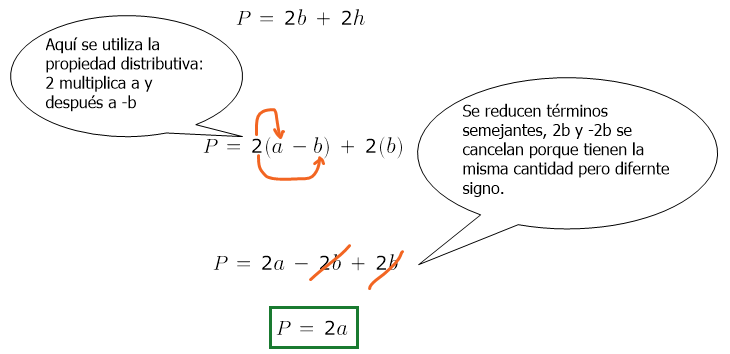 P = 2b + 2h
Aquí se utiliza la
propiedad distributiva:
2 multiplica a y
después a -b
P = 2(a − b) + 2(b)
Se reducen términos
semejantes, 2b y -2b se
cancelan porque tienen la
misma cantidad pero difernte
signo.
P = 2a − 2b + 2b
P = 2a